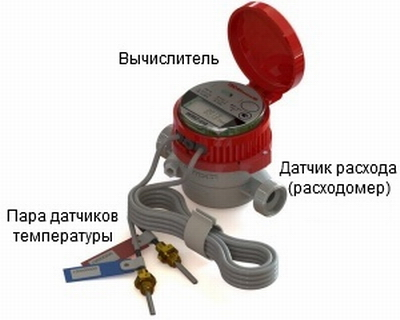 Вычислитель
Датчик расхода
(расходомер)
Пара датчиков
температуры